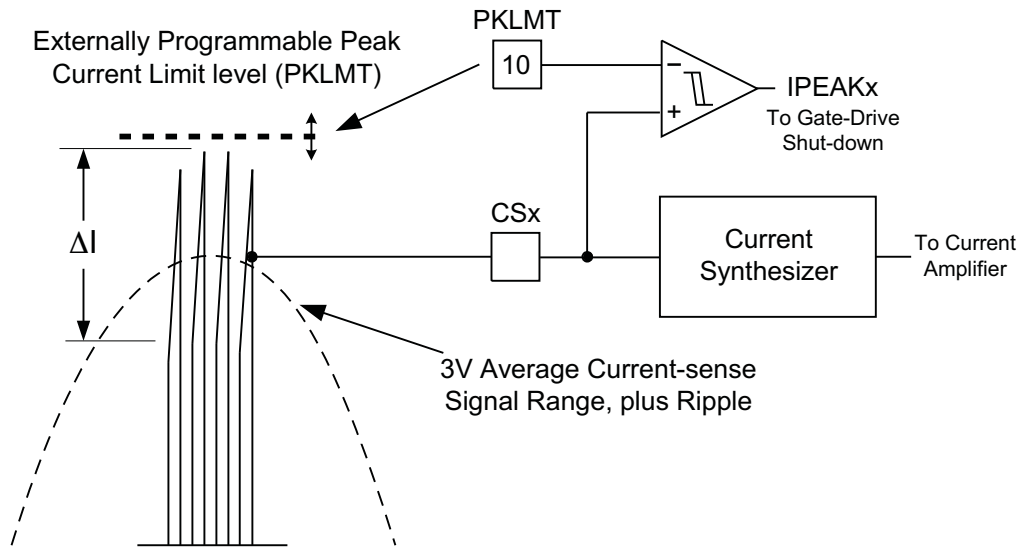 Externally Programmable Peak
Current Limit level (PKLMT)
PKLMT
10
−
+
IPEAKx
To Gate-Drive
Shut-down
ΔI
CSx
Current
Synthesizer
To Current
Amplifier
3V Average Current-sense
Signal Range, plus Ripple